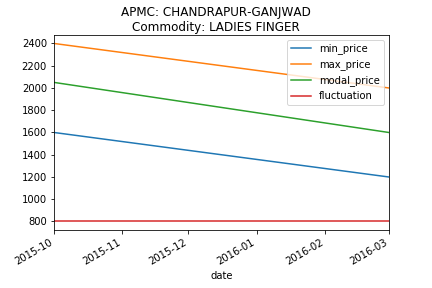 APMC: CHANDRAPUR-GANJWAD
Commodity: LADIES FINGER
min_price
max_price
modal_price
fluctuation
2400
2200
2000
1800
1600
1400
1200
1000
800
2015-10
2015-11
2015-12
2016-01
2016-02
2016-03
date